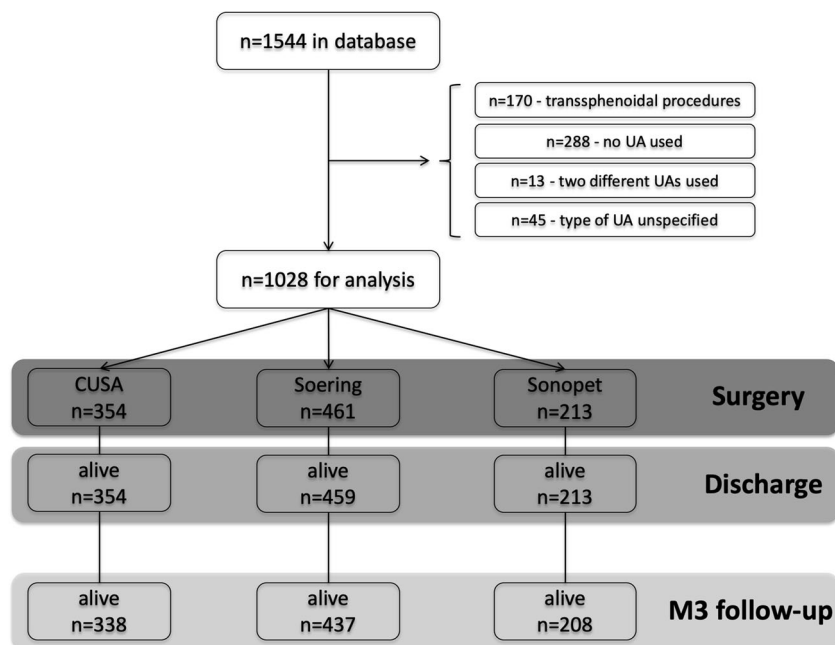 n=1544 in database
n=170 - transsphenoidal procedures
n=288 - no UA used
n=13 - two different UAs used
n=45 - type of UA unspecified
n=1028 for analysis
CUSA
n=354
Soering
n=461
Sonopet
n=213
Surgery
alive
n=354
alive
n=459
alive
n=213
Discharge
alive
n=338
alive
n=437
alive
n=208
M3 follow-up